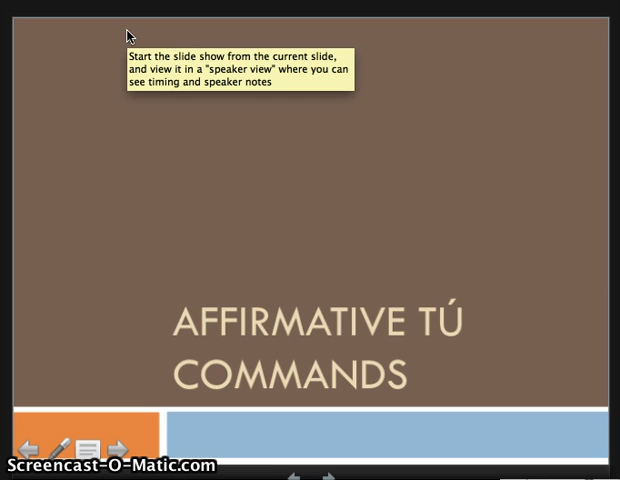 Start the slide show from the current slide,
and view it in a "speaker view" where you can
see timing and speaker notes
AFFIRMATIVE TÚ
COMMANDS
Screencast-O-Matic.com